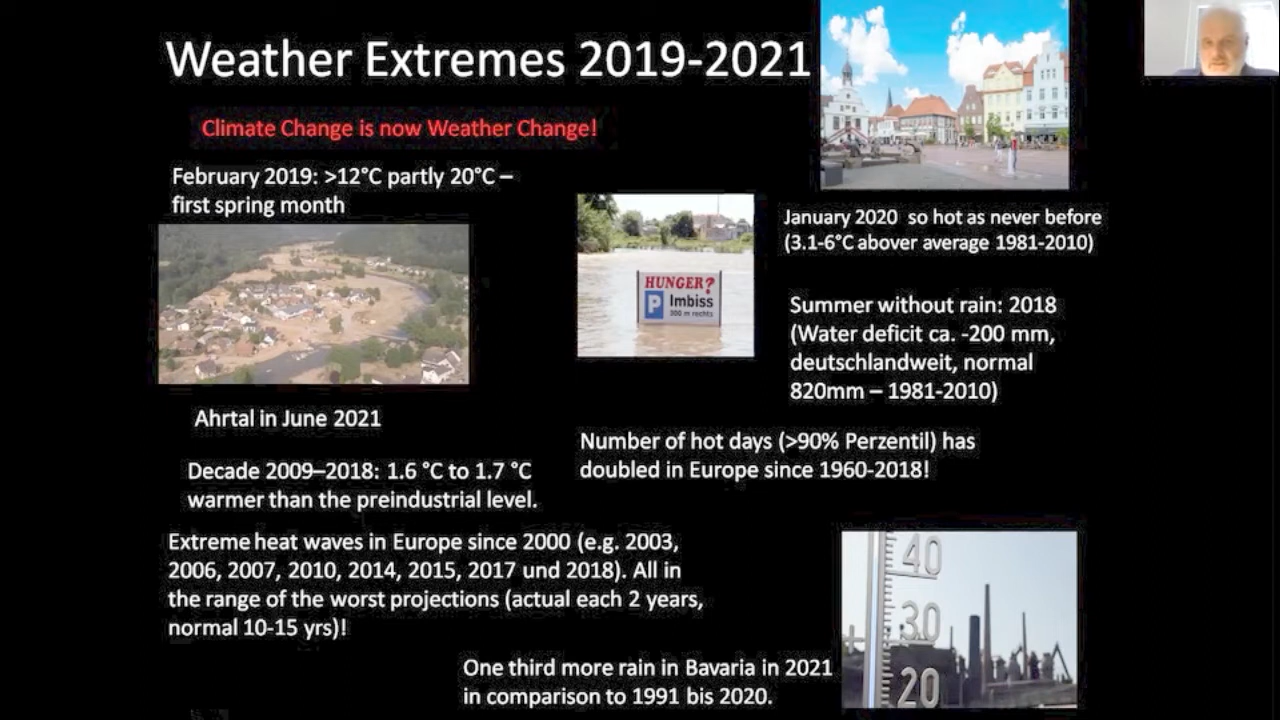 Weather Extremes 2019-2021
Climate Change is now Weather Change!
February 2019: >12°C partly 20°C –
first spring month
January 2020 so hot as never before
(3.1-6°C abover average 1981-2010)
HUNGER?
P Imbiss
300 m rechts
Summer without rain: 2018
(Water deficit ca. -200 mm,
deutschlandweit, normal
820mm – 1981-2010)
Ahrtal in June 2021
Number of hot days (>90% Perzentil) has
doubled in Europe since 1960-2018!
Decade 2009–2018: 1.6 °C to 1.7 °C
warmer than the preindustrial level.
Extreme heat waves in Europe since 2000 (e.g. 2003,
2006, 2007, 2010, 2014, 2015, 2017 und 2018). All in
the range of the worst projections (actual each 2 years,
normal 10-15 yrs)!
40
30
20
One third more rain in Bavaria in 2021
in comparison to 1991 bis 2020.